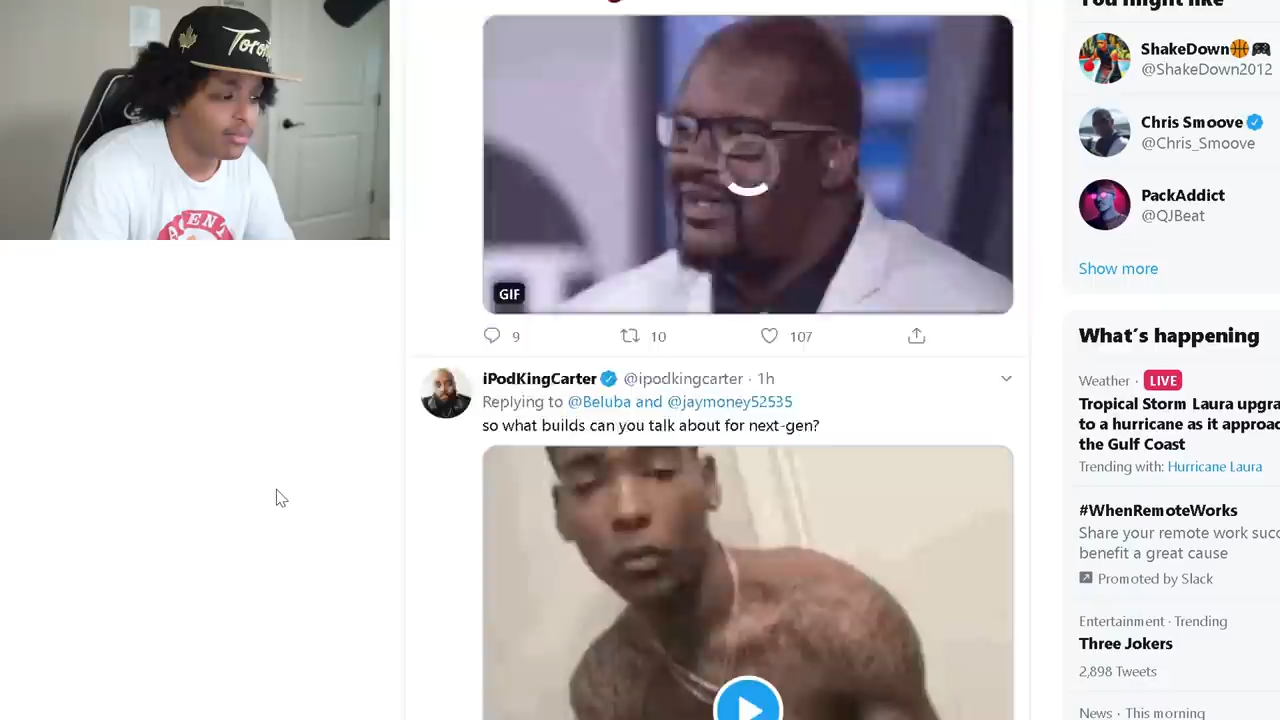 Toron
CENT
GIF
9
10
107
iPodKingCarter @ipodkingcarter · 1h
Replying to @Beluba and @jaymoney52535
so what builds can you talk about for next-gen?
You might like
ShakeDown
@ShakeDown2012
Chris Smoove
@Chris_Smoove
PackAddict
@QJBeat
Show more
What's happening
Weather · LIVE
Tropical Storm Laura upgra
to a hurricane as it approac
the Gulf Coast
Trending with: Hurricane Laura
#WhenRemoteWorks
Share your remote work succ
benefit a great cause
Promoted by Slack
Entertainment · Trending
Three Jokers
2,898 Tweets
News · This morning